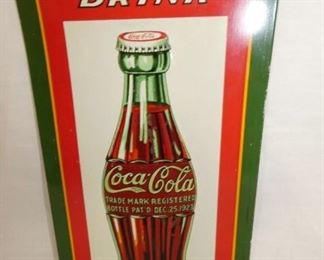 DRINK
Coca-Cola
Coca-Cola
TRADE MARK REGISTERED
BOTTLE PAT'D DEC. 25, 1923